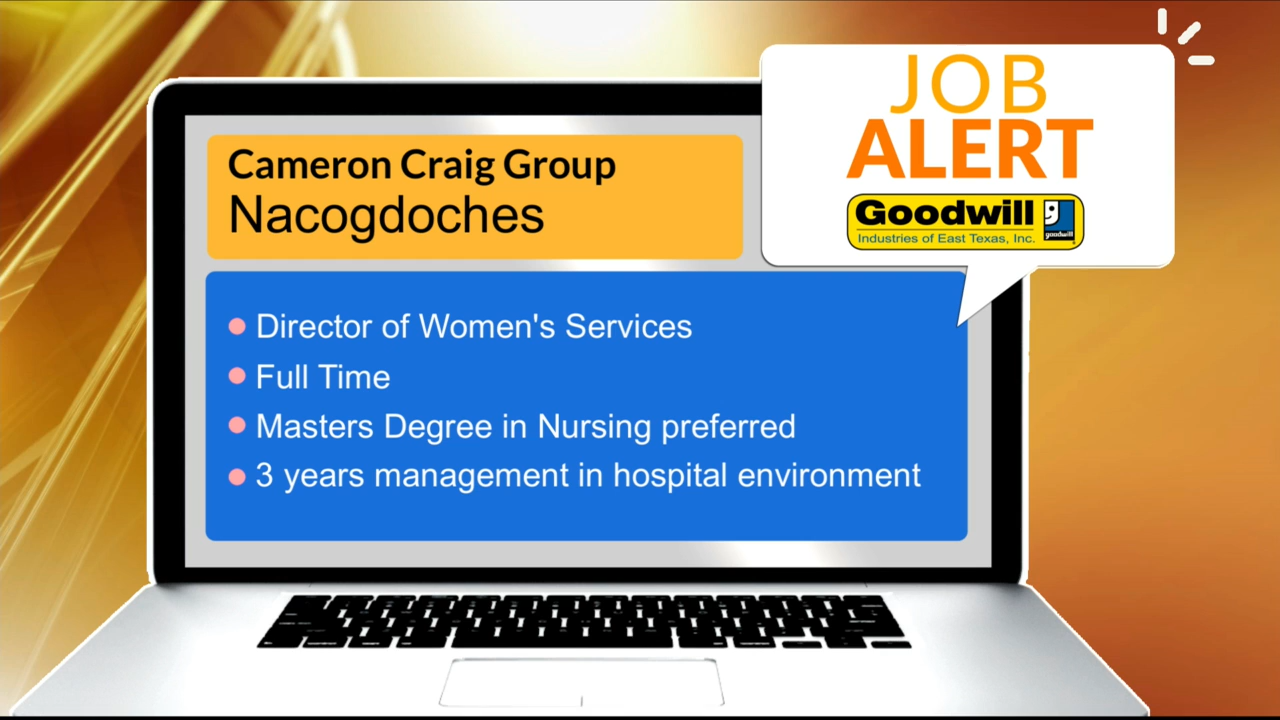 JOB
ALERT
Goodwill
Industries of East Texas, Inc.
goodwill
Cameron Craig Group
Nacogdoches
Director of Women's Services
Full Time
Masters Degree in Nursing preferred
3 years management in hospital environment